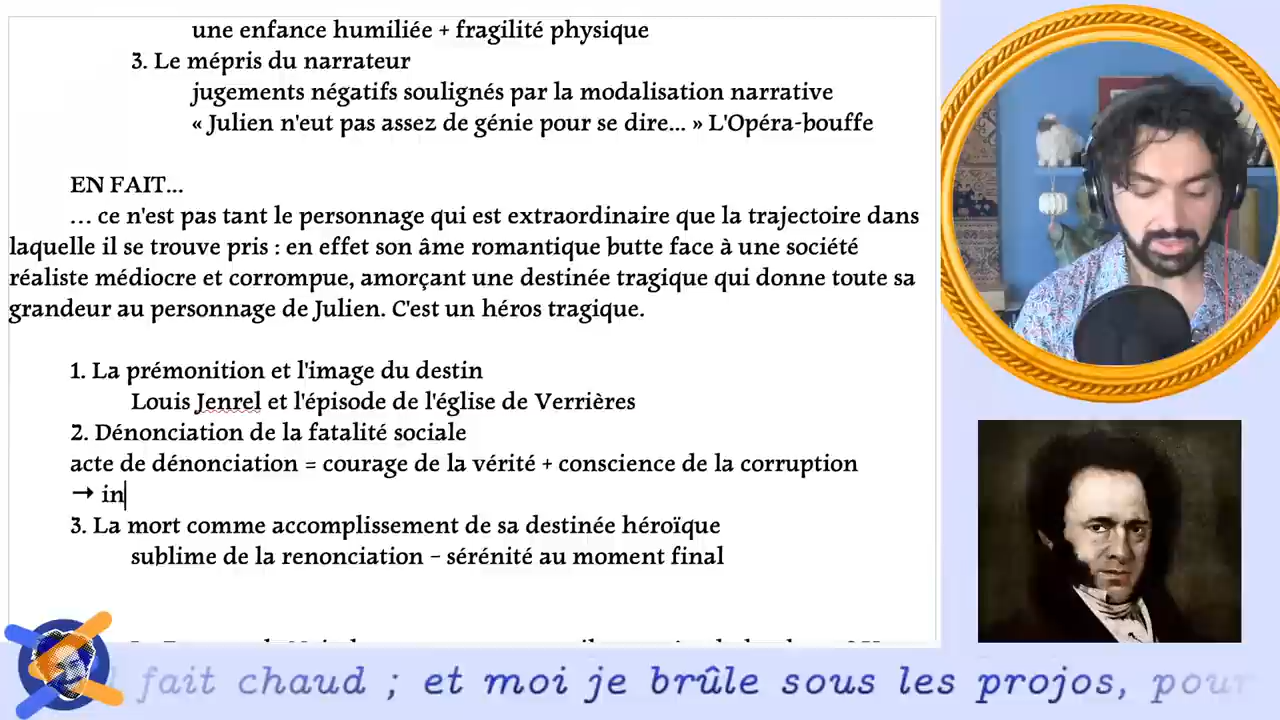 une enfance humiliée + fragilité physique
3. Le mépris du narrateur
jugements négatifs soulignés par la modalisation narrative
« Julien n'eut pas assez de génie pour se dire... » L'Opéra-bouffe
EN FAIT...
... ce n'est pas tant le personnage qui est extraordinaire que la trajectoire dans
laquelle il se trouve pris : en effet son âme romantique butte face à une société
réaliste médiocre et corrompue, amorçant une destinée tragique qui donne toute sa
grandeur au personnage de Julien. C'est un héros tragique.
1. La prémonition et l'image du destin
Louis Jenrel et l'épisode de l'église de Verrières
2. Dénonciation de la fatalité sociale
acte de dénonciation = courage de la vérité + conscience de la corruption
→ in
3. La mort comme accomplissement de sa destinée héroïque
sublime de la renonciation – sérénité au moment final
fait chaud ; et moi je brûle sous les projos, pour